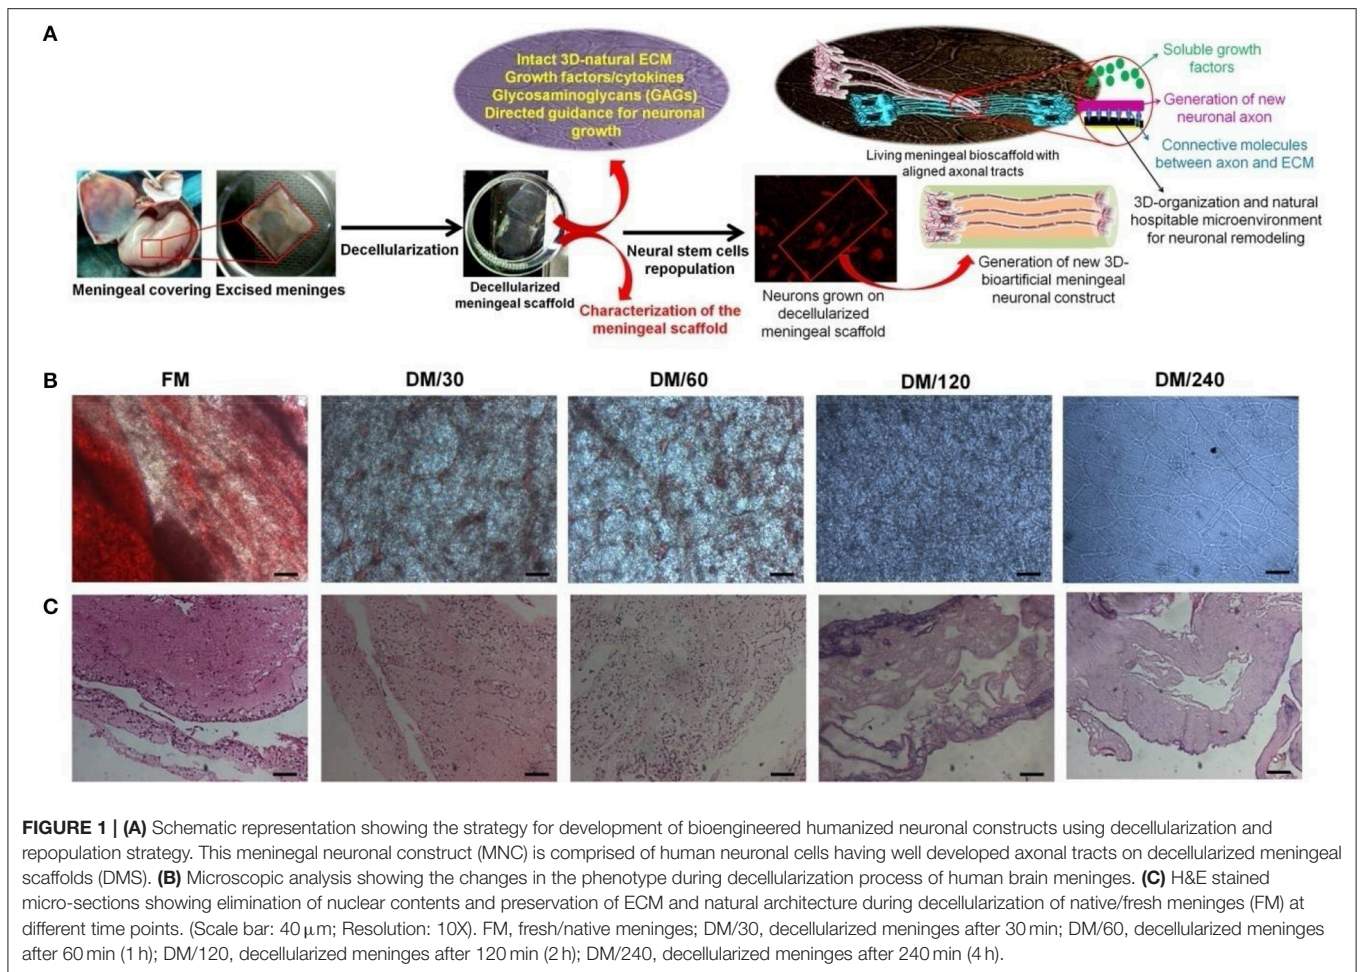 A
Intact 3D-natural ECM
Growth factors/cytokines
Glycosaminoglycans (GAGs)
Directed guidance for neuronal
growth
Soluble growth
factors
Generation of new
neuronal axon
Connective molecules
between axon and ECM
Living meningeal bioscaffold with
aligned axonal tracts
3D-organization and natural
hospitable microenvironment
for neuronal remodeling
Meningeal covering
Excised meninges
Decellularization
Decellularized
meningeal scaffold
Neural stem cells
repopulation
Characterization of the
meningeal scaffold
Neurons grown on
decellularized
meningeal scaffold
Generation of new 3D-
bioartificial meningeal
neuronal construct
B
FM
DM/30
DM/60
DM/120
DM/240
C
FIGURE 1 | (A) Schematic representation showing the strategy for development of bioengineered humanized neuronal constructs using decellularization and
repopulation strategy. This meninegal neuronal construct (MNC) is comprised of human neuronal cells having well developed axonal tracts on decellularized meningeal
scaffolds (DMS). (B) Microscopic analysis showing the changes in the phenotype during decellularization process of human brain meninges. (C) H&E stained
micro-sections showing elimination of nuclear contents and preservation of ECM and natural architecture during decellularization of native/fresh meninges (FM) at
different time points. (Scale bar: 40 μm; Resolution: 10X). FM, fresh/native meninges; DM/30, decellularized meninges after 30 min; DM/60, decellularized meninges
after 60 min (1 h); DM/120, decellularized meninges after 120 min (2 h); DM/240, decellularized meninges after 240 min (4 h).